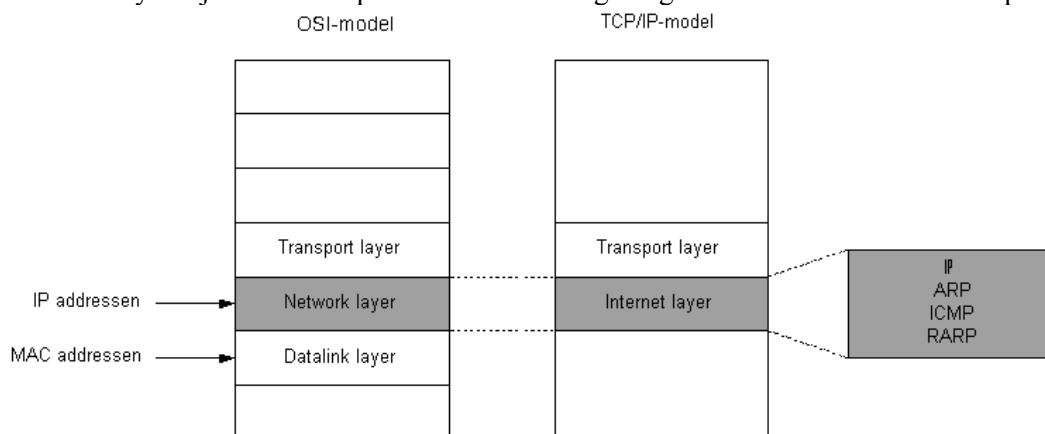 OSI-model
TCP/IP-model
Transport layer
Transport layer
IP addressen
Network layer
Internet layer
IP
ARP
ICMP
RARP
MAC addressen
Datalink layer